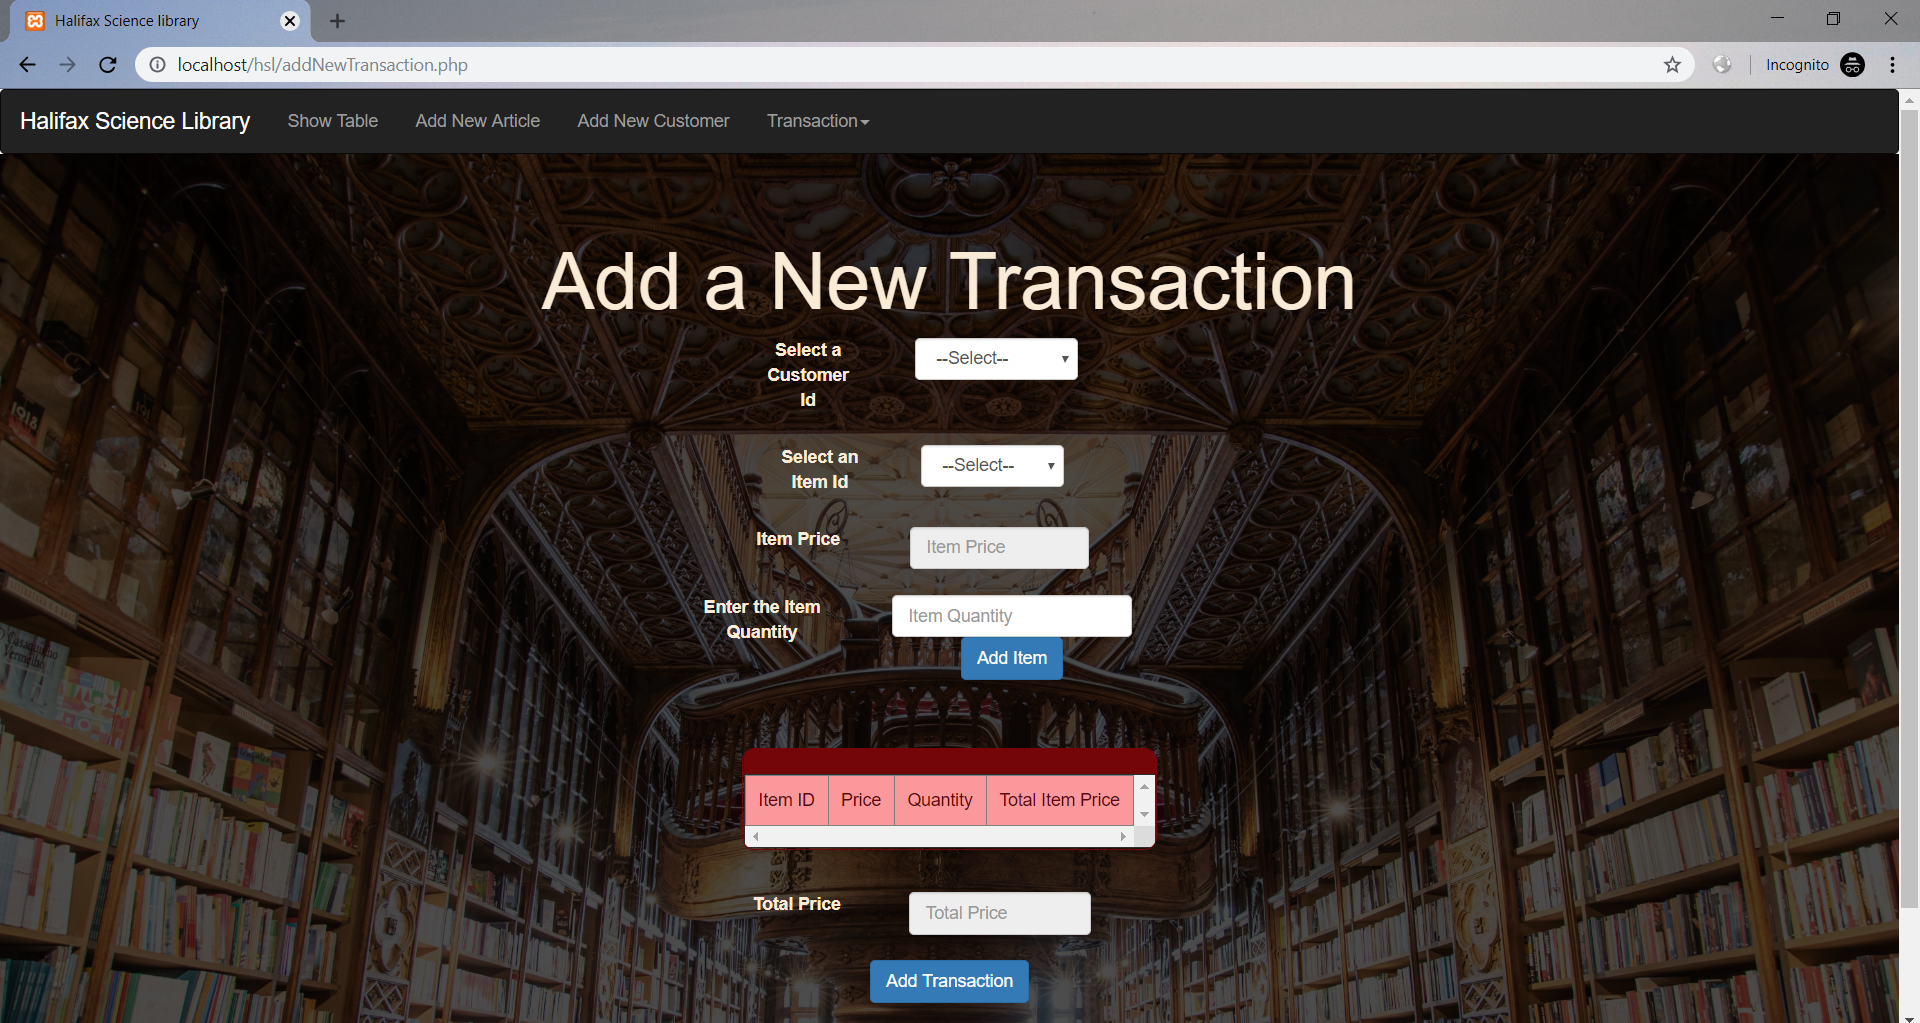 Halifax Science library
localhost/hsl/addNewTransaction.php
Incognito
Halifax Science Library
Show Table
Add New Article
Add New Customer
Transaction
Add a New Transaction
Select a
Customer
Id
--Select--
Select an
Item Id
--Select--
Item Price
Item Price
Enter the Item
Quantity
Item Quantity
Add Item
Item ID
Price
Quantity
Total Item Price
Total Price
Total Price
Add Transaction